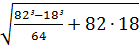 √((82³−18³)/64 + 82 · 18)